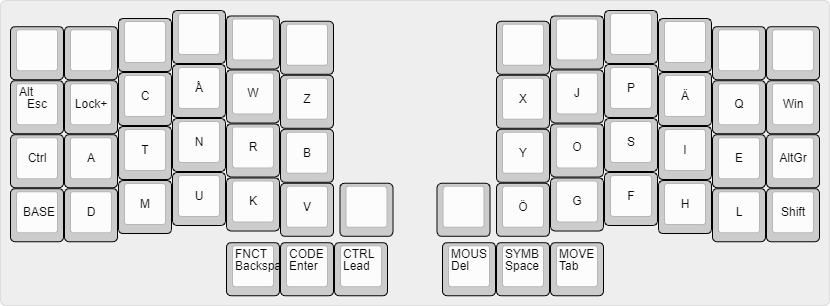 Alt Esc Lock+ C Å W Z X J P Ä Q Win
Ctrl A T N R B Y O S I E AltGr
BASE D M U K V Ö G F H L Shift
FNCT CODE CTRL MOUS SYMB MOVE
Backspa Enter Lead Del Space Tab